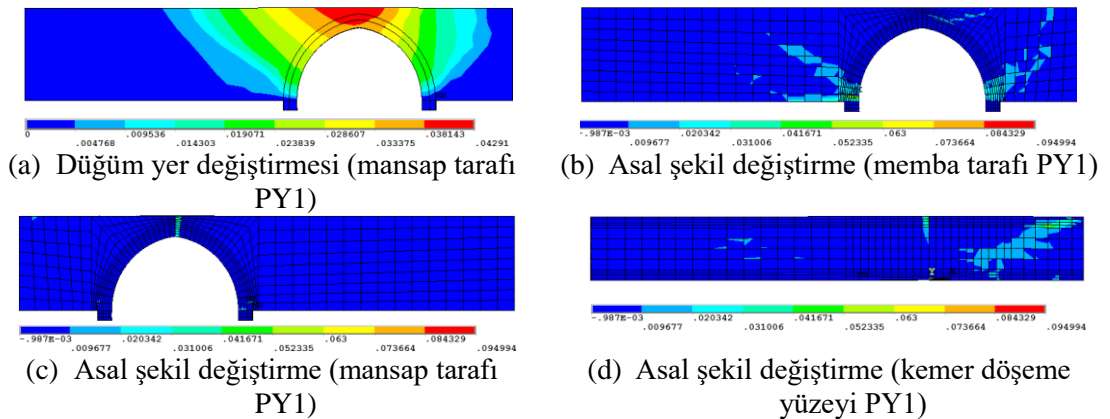 0 .009536 .019071 .028607 .038143
.004768 .014303 .023839 .033375 .04291
(a) Düğüm yer değiştirmesi (mansap tarafı
PY1)
-.987E-03 .020342 .041671 .063 .084329
.009677 .031006 .052335 .073664 .094994
(b) Asal şekil değiştirme (memba tarafı PY1)
-.987E-03 .020342 .041671 .063 .084329
.009677 .031006 .052335 .073664 .094994
(c) Asal şekil değiştirme (mansap tarafı
PY1)
Y
-.987E-03 .020342 .041671 .063 .084329
.009677 .031006 .052335 .073664 .094994
(d) Asal şekil değiştirme (kemer döşeme
yüzeyi PY1)